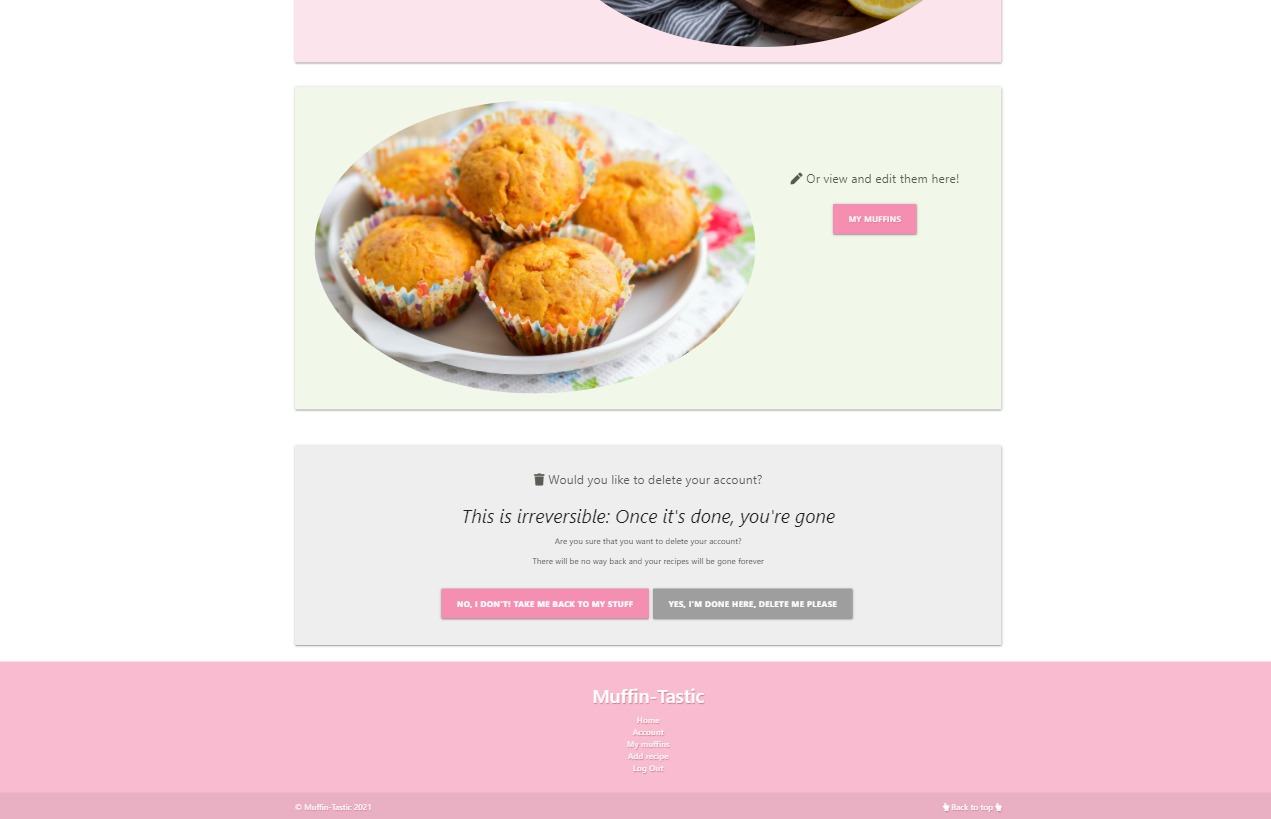 Or view and edit them here!
MY MUFFINS
Would you like to delete your account?
This is irreversible: Once it's done, you're gone
Are you sure that you want to delete your account?
There will be no way back and your recipes will be gone forever
NO, I DON'T! TAKE ME BACK TO MY STUFF
YES, I'M DONE HERE, DELETE ME PLEASE
Muffin-Tastic
Home
Account
My muffins
Add recipe
Log Out
© Muffin-Tastic 2021
Back to top